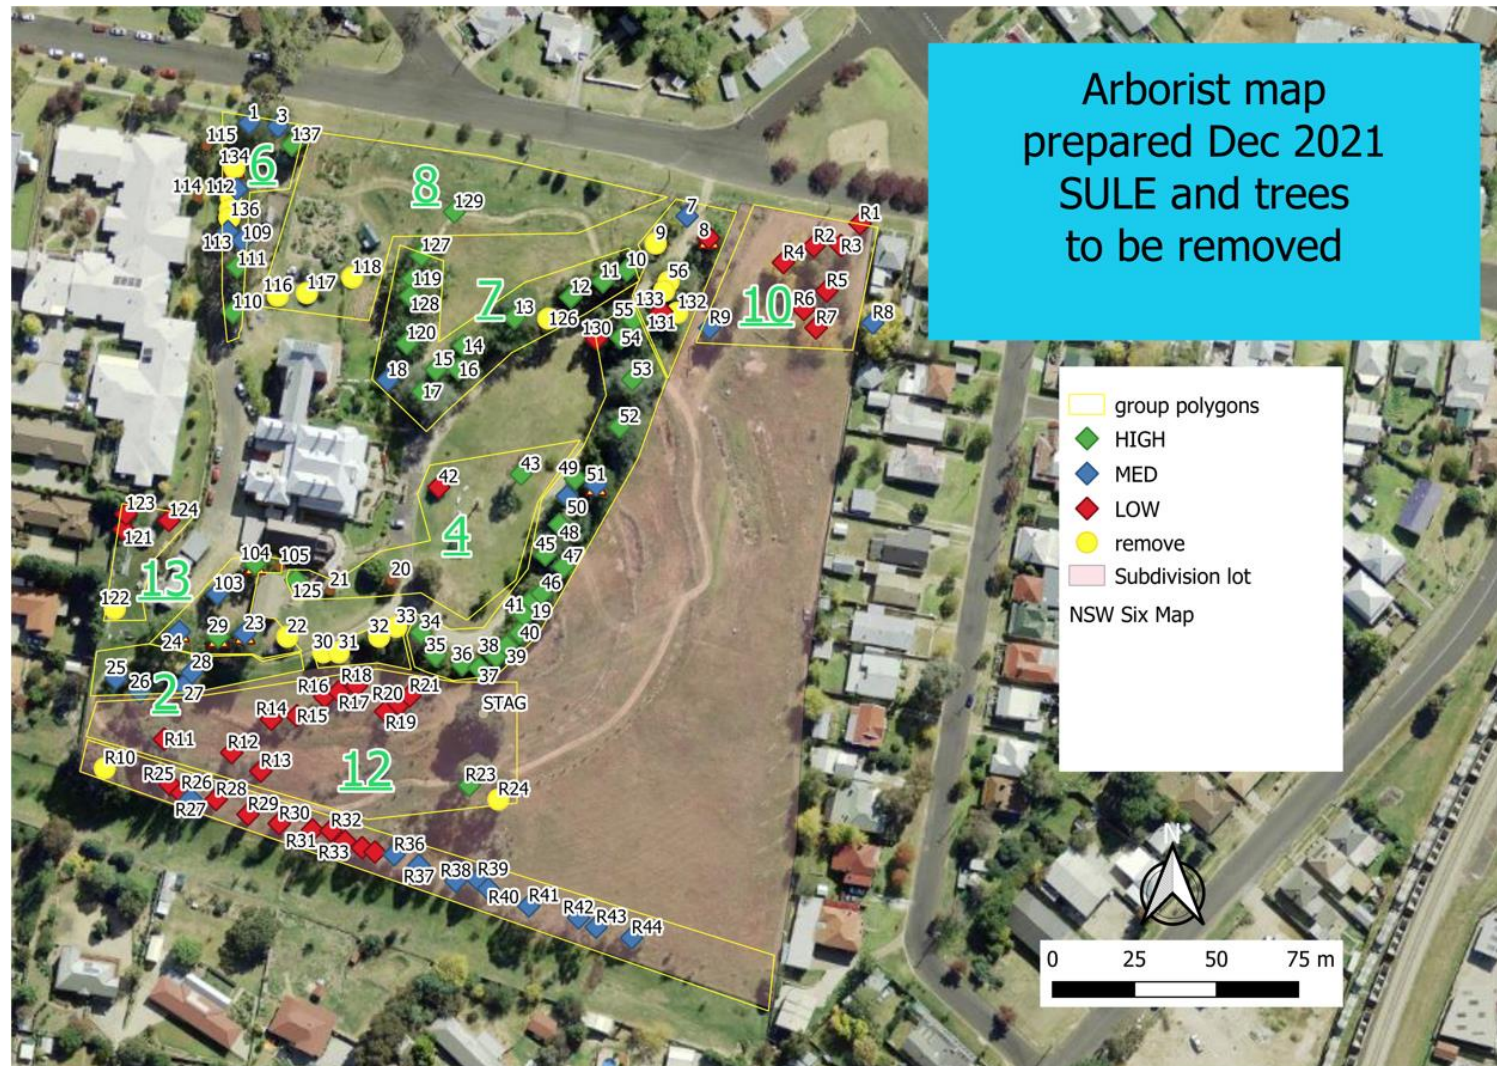 Arborist map
prepared Dec 2021
SULE and trees
to be removed
group polygons
HIGH
MED
LOW
remove
Subdivision lot
NSW Six Map
N
0 25 50 75 m
1
3
137
115
134
6
114
112
136
109
113
111
110
116
117
118
8
129
127
119
128
120
7
18
15
14
16
17
13
126
12
11
10
9
7
8
56
133
132
131
55
130
54
53
52
R1
R2
R3
R4
R5
R6
R7
R8
R9
10
42
43
49
51
50
48
4
45
47
46
41
19
40
123
124
121
13
122
104
105
103
125
21
20
24
29
23
22
30
31
32
33
34
35
36
38
39
37
25
26
28
27
2
R16
R18
R17
R20
R21
R19
STAG
R14
R15
R11
R12
R13
12
R23
R24
R10
R25
R26
R27
R28
R29
R30
R31
R32
R33
R36
R37
R38
R39
R40
R41
R42
R43
R44